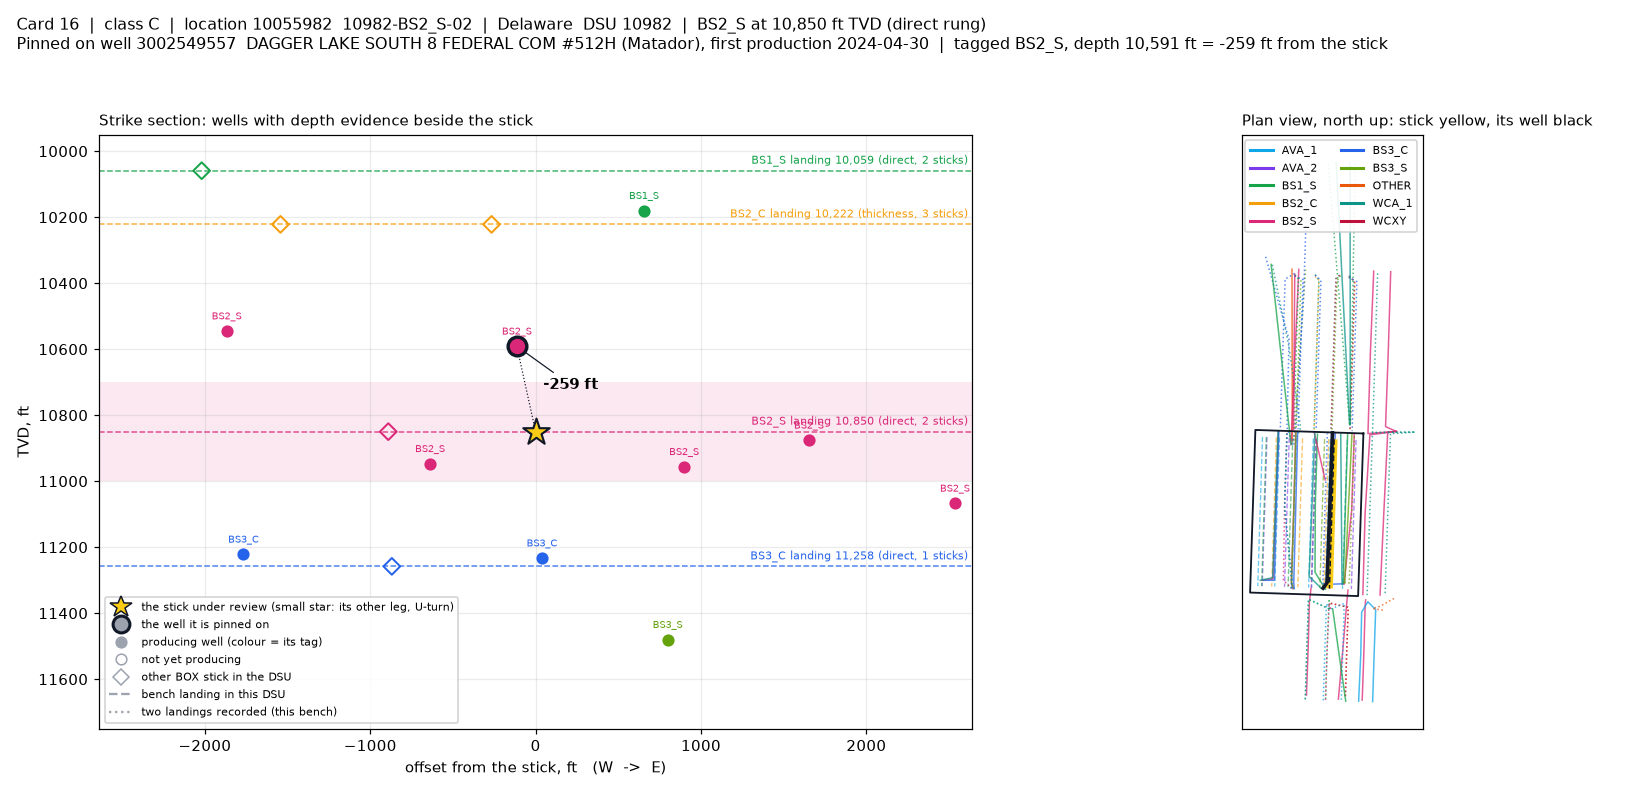 Card 16 | class C | location 10055982 10982-BS2_S-02 | Delaware DSU 10982 | BS2_S at 10,850 ft TVD (direct rung)
Pinned on well 3002549557 DAGGER LAKE SOUTH 8 FEDERAL COM #512H (Matador), first production 2024-04-30 | tagged BS2_S, depth 10,591 ft = -259 ft from the stick
Strike section: wells with depth evidence beside the stick
10000
10200
10400
10600
10800
11000
11200
11400
11600
TVD, ft
BS1_S landing 10,059 (direct, 2 sticks)
BS1_S
BS2_C landing 10,222 (thickness, 3 sticks)
BS2_S
BS2_S
-259 ft
BS2_S landing 10,850 (direct, 2 sticks)
BS2_S
BS2_S
BS2_S
BS2_S
BS3_C
BS3_C
BS3_C landing 11,258 (direct, 1 sticks)
BS3_S
the stick under review (small star: its other leg, U-turn)
the well it is pinned on
producing well (colour = its tag)
not yet producing
other BOX stick in the DSU
bench landing in this DSU
two landings recorded (this bench)
−2000
−1000
0
1000
2000
offset from the stick, ft (W -> E)
Plan view, north up: stick yellow, its well black
AVA_1
AVA_2
BS1_S
BS2_C
BS2_S
BS3_C
BS3_S
OTHER
WCA_1
WCXY